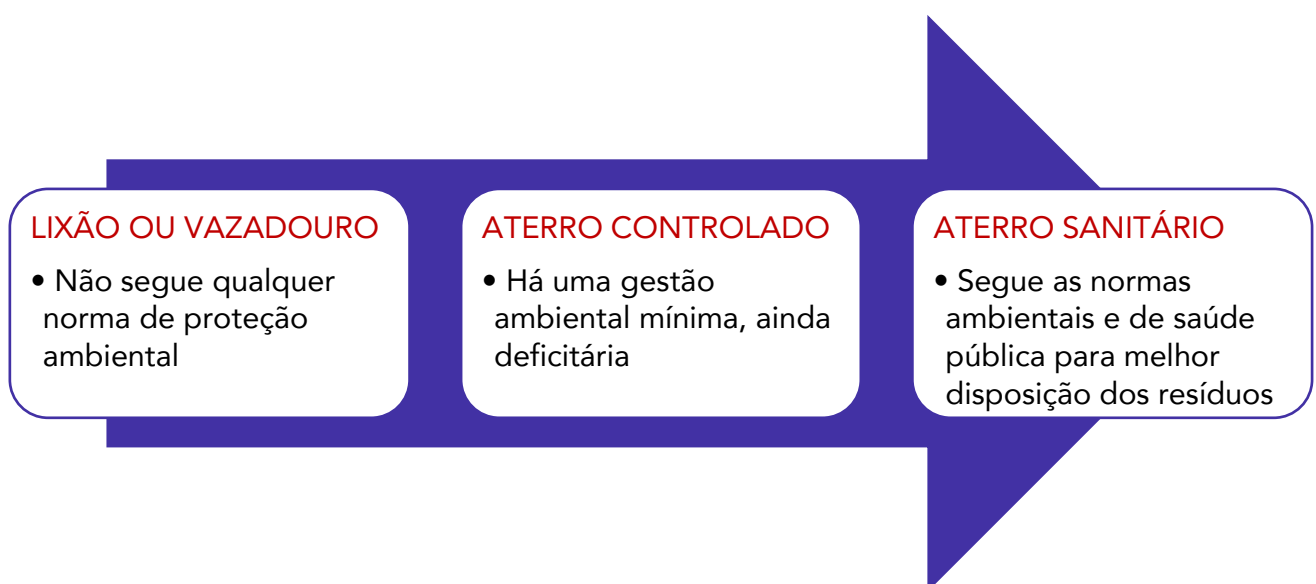 LIXÃO OU VAZADOURO
• Não segue qualquer
norma de proteção
ambiental
ATERRO CONTROLADO
• Há uma gestão
ambiental mínima, ainda
deficitária
ATERRO SANITÁRIO
• Segue as normas
ambientais e de saúde
pública para melhor
disposição dos resíduos